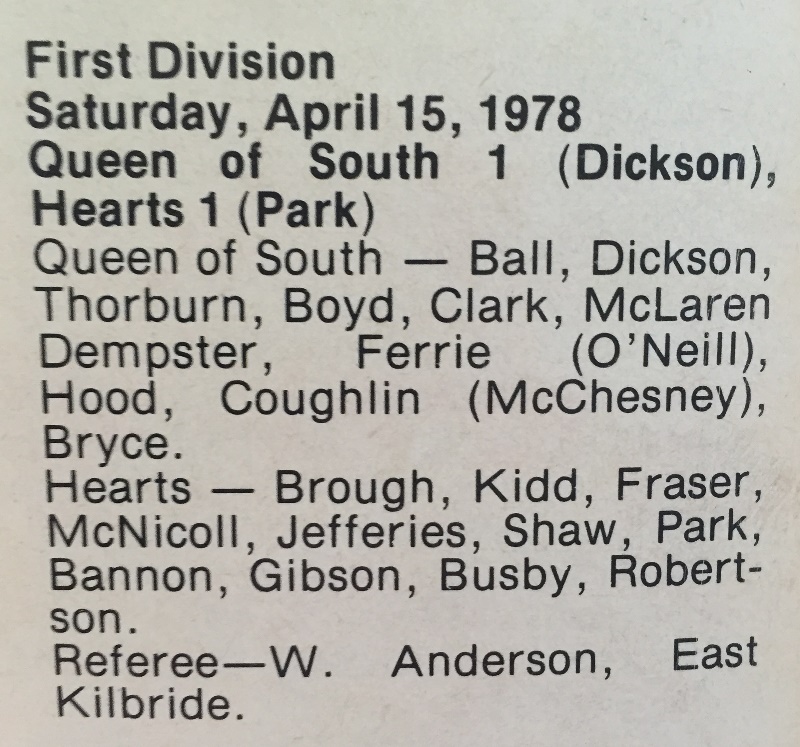 First Division
Saturday, April 15, 1978
Queen of South 1 (Dickson),
Hearts 1 (Park)
Queen of South — Ball, Dickson,
Thorburn, Boyd, Clark, McLaren
Dempster, Ferrie (O'Neill),
Hood, Coughlin (McChesney),
Bryce.
Hearts — Brough, Kidd, Fraser,
McNicoll, Jefferies, Shaw, Park,
Bannon, Gibson, Busby, Robert-
son.
Referee—W. Anderson, East
Kilbride.